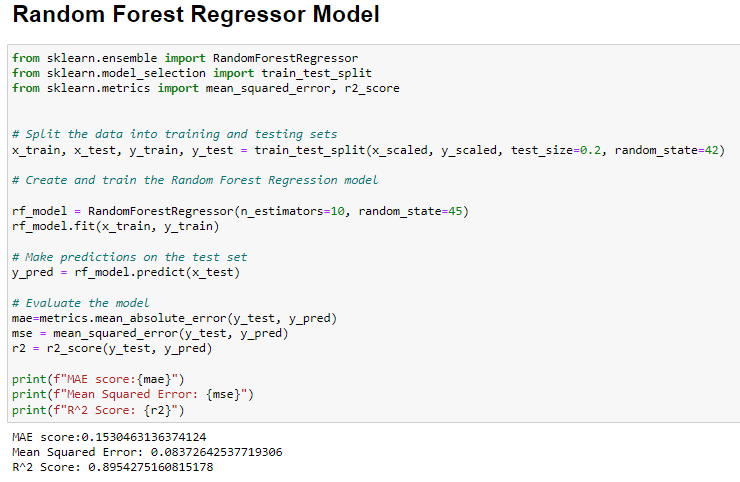 Random Forest Regressor Model
from sklearn.ensemble import RandomForestRegressor
from sklearn.model_selection import train_test_split
from sklearn.metrics import mean_squared_error, r2_score
# Split the data into training and testing sets
x_train, x_test, y_train, y_test = train_test_split(x_scaled, y_scaled, test_size=0.2, random_state=42)
# Create and train the Random Forest Regression model
rf_model = RandomForestRegressor(n_estimators=10, random_state=45)
rf_model.fit(x_train, y_train)
# Make predictions on the test set
y_pred = rf_model.predict(x_test)
# Evaluate the model
mae=metrics.mean_absolute_error(y_test, y_pred)
mse = mean_squared_error(y_test, y_pred)
r2 = r2_score(y_test, y_pred)
print(f"MAE score:{mae}")
print(f"Mean Squared Error: {mse}")
print(f"R^2 Score: {r2}")
MAE score:0.1530463136374124
Mean Squared Error: 0.08372642537719306
R^2 Score: 0.8954275160815178